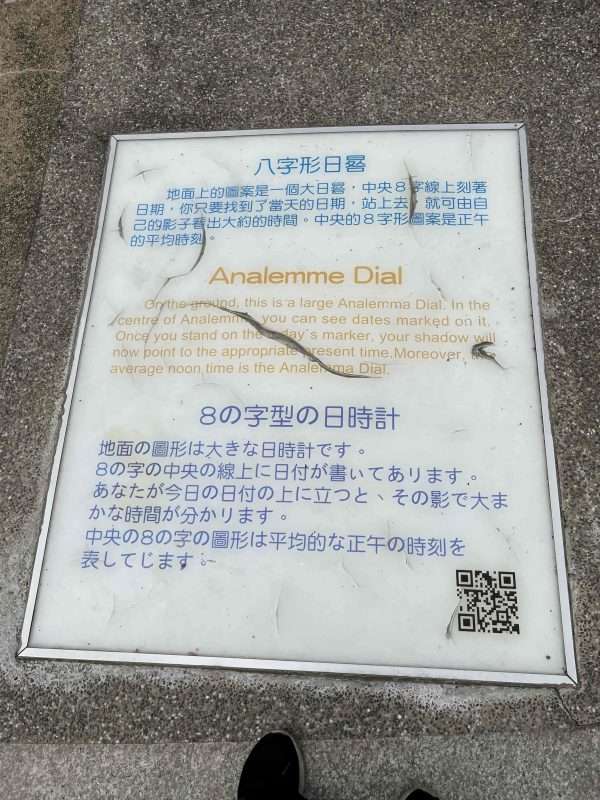 八字形日晷
地面上的圖案是一個大日晷,中央8字線上刻著
日期,你只要找到了當天的日期,站上去,就可由自
己的影子看出大約的時間。中央的8字形圖案是正午
的平均時刻。
Analemme Dial
On the ground, this is a large Analemma Dial. In the
centre of Analemm you can see dates marked on it.
Once you stand on the day's marker, your shadow will
now point to the appropriate present time.Moreover,
average noon time is the Analemma Dial.
8の字型の日時計
地面の圖形は大きな日時計です。
8の字の中央の線上に日付が書いてあリます。
あなたが今日の日付の上に立つと、その影で大ま
かな時間が分かります。
中央の8の字の圖形は平均的な正午の時刻を
表してじます。